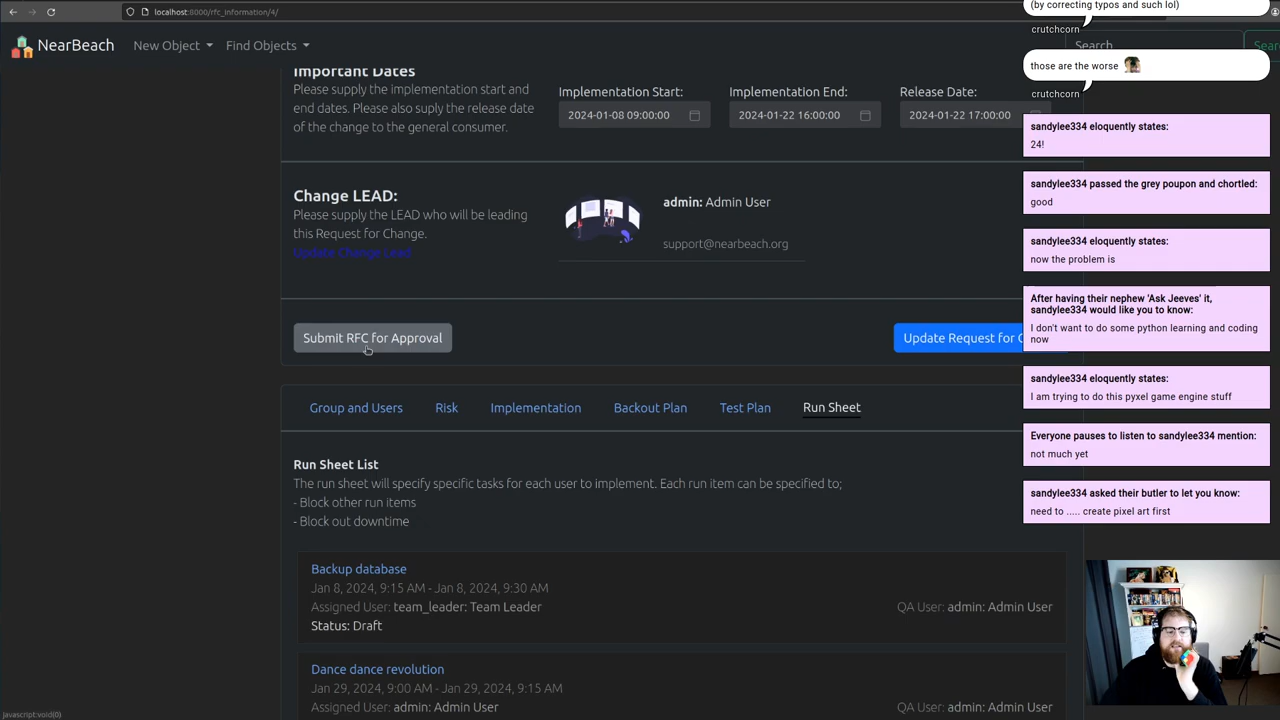 localhost:8000/rfc_information/4/
NearBeach
New Object
Find Objects
Search
Important Dates
Please supply the implementation start and
end dates. Please also suply the release date
of the change to the general consumer.
Implementation Start:
2024-01-08 09:00:00
Implementation End:
2024-01-22 16:00:00
Release Date:
2024-01-22 17:00:00
Change LEAD:
Please supply the LEAD who will be leading
this Request for Change.
Update Change Lead
admin: Admin User
support@nearbeach.org
Submit RFC for Approval
Update Request for
Group and Users
Risk
Implementation
Backout Plan
Test Plan
Run Sheet
Run Sheet List
The run sheet will specify specific tasks for each user to implement. Each run item can be specified to;
- Block other run items
- Block out downtime
Backup database
Jan 8, 2024, 9:15 AM - Jan 8, 2024, 9:30 AM
Assigned User: team_leader: Team Leader
QA User: admin: Admin User
Status: Draft
Dance dance revolution
Jan 29, 2024, 9:00 AM - Jan 29, 2024, 9:15 AM
Assigned User: admin: Admin User
QA User: admin: Admin User
Javascript:void(0)
(by correcting typos and such lol)
crutchcorn
those are the worse
crutchcorn
sandylee334 eloquently states:
24!
sandylee334 passed the grey poupon and chortled:
good
sandylee334 eloquently states:
now the problem is
After having their nephew 'Ask Jeeves' it,
sandylee334 would like you to know:
I don't want to do some python learning and coding
now
sandylee334 eloquently states:
I am trying to do this pyxel game engine stuff
Everyone pauses to listen to sandylee334 mention:
not much yet
sandylee334 asked their butler to let you know:
need to ..... create pixel art first